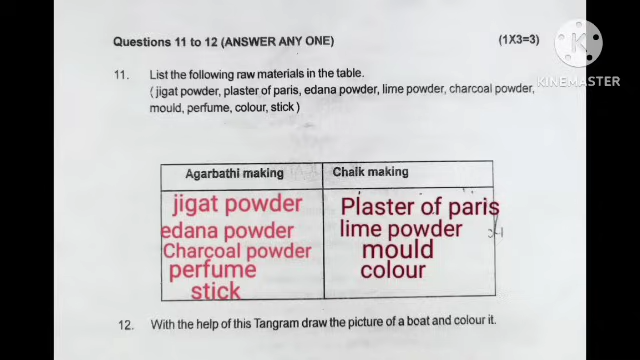 Questions 11 to 12 (ANSWER ANY ONE) (1X3=3)
KINEMASTER
11. List the following raw materials in the table.
(jigat powder, plaster of paris, edana powder, lime powder, charcoal powder,
mould, perfume, colour, stick)
Agarbathi making Chalk making
jigat powder Plaster of paris
edana powder lime powder
Charcoal powder mould
perfume colour
stick
12. With the help of this Tangram draw the picture of a boat and colour it.